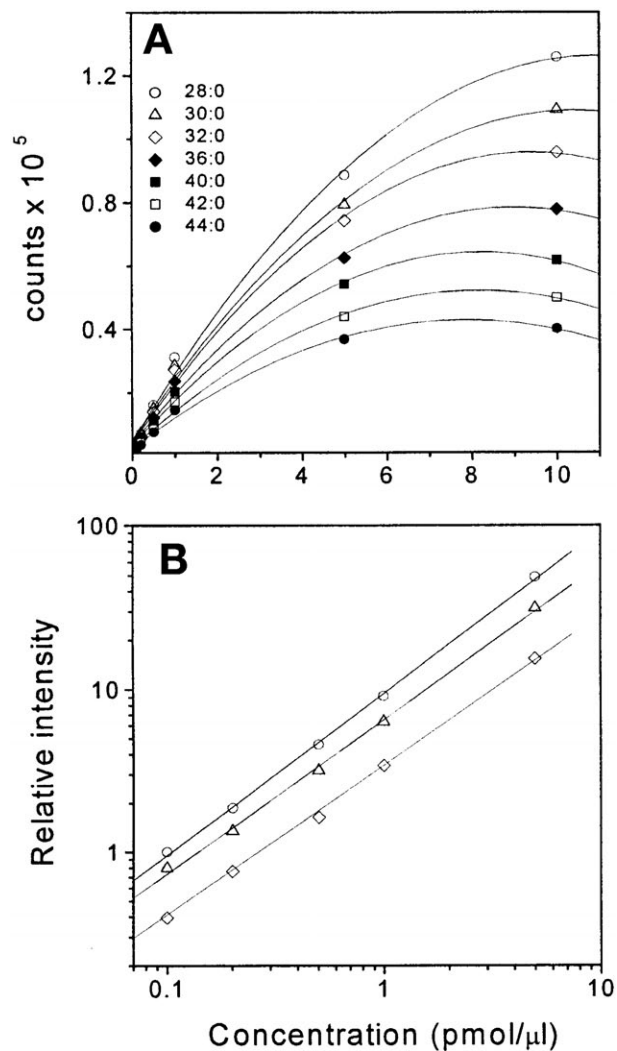 A
28:0
30:0
32:0
36:0
40:0
42:0
44:0
counts x 10⁵
1.2
0.8
0.4
0 2 4 6 8 10
B
Relative intensity
100
10
1
0.1 1 10
Concentration (pmol/µl)